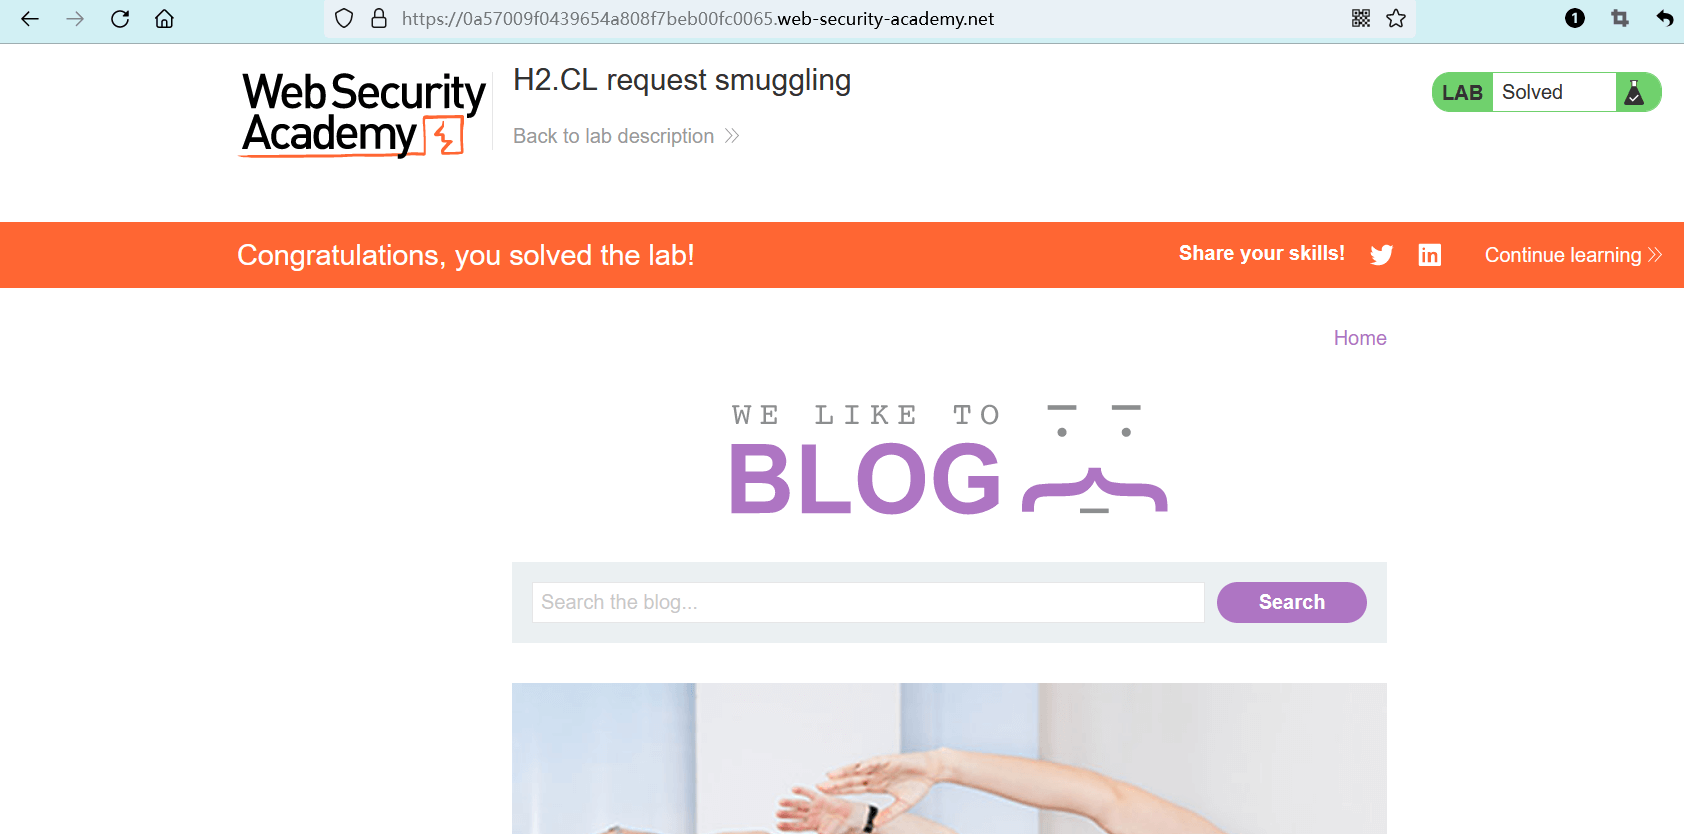 https://0a57009f0439654a808f7beb00fc0065.web-security-academy.net
1
Web Security
Academy
H2.CL request smuggling
Back to lab description
LAB Solved
Congratulations, you solved the lab!
Share your skills!
Continue learning
Home
WE LIKE TO
BLOG
Search the blog...
Search